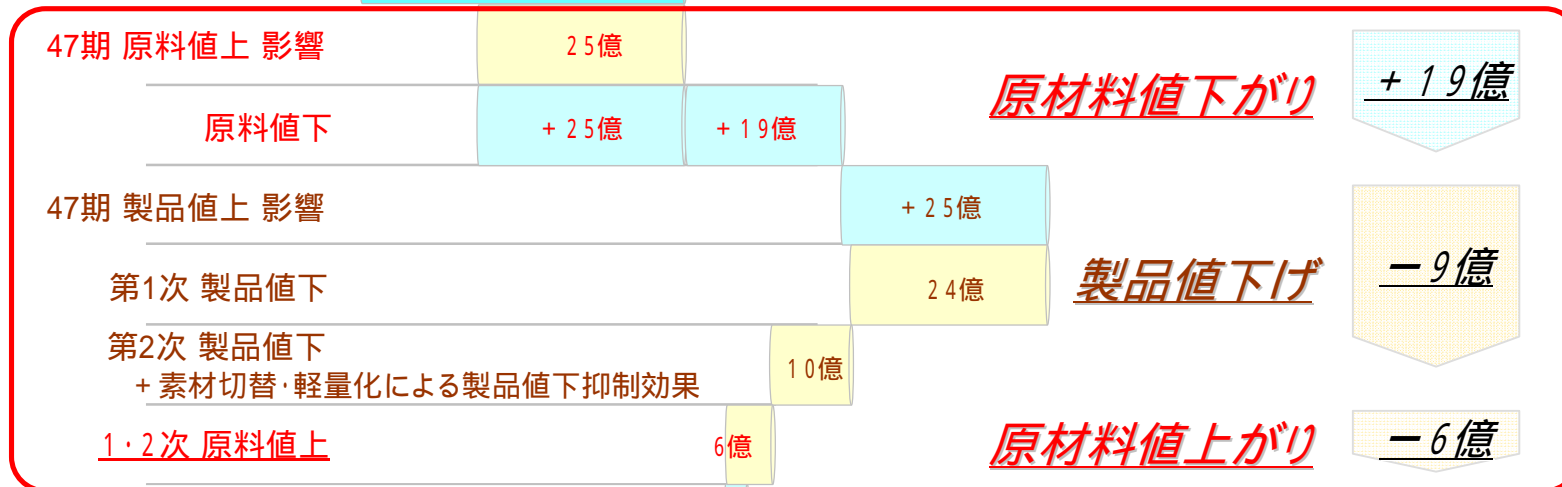 47期 原料値上 影響
25億
原料値下
+25億
+19億
原材料値下がり
+19億
47期 製品値上 影響
+25億
第1次 製品値下
24億
製品値下げ
ー9億
第2次 製品値下
+素材切替・軽量化による製品値下抑制効果
10億
1・2次 原料値上
6億
原材料値上がり
ー6億